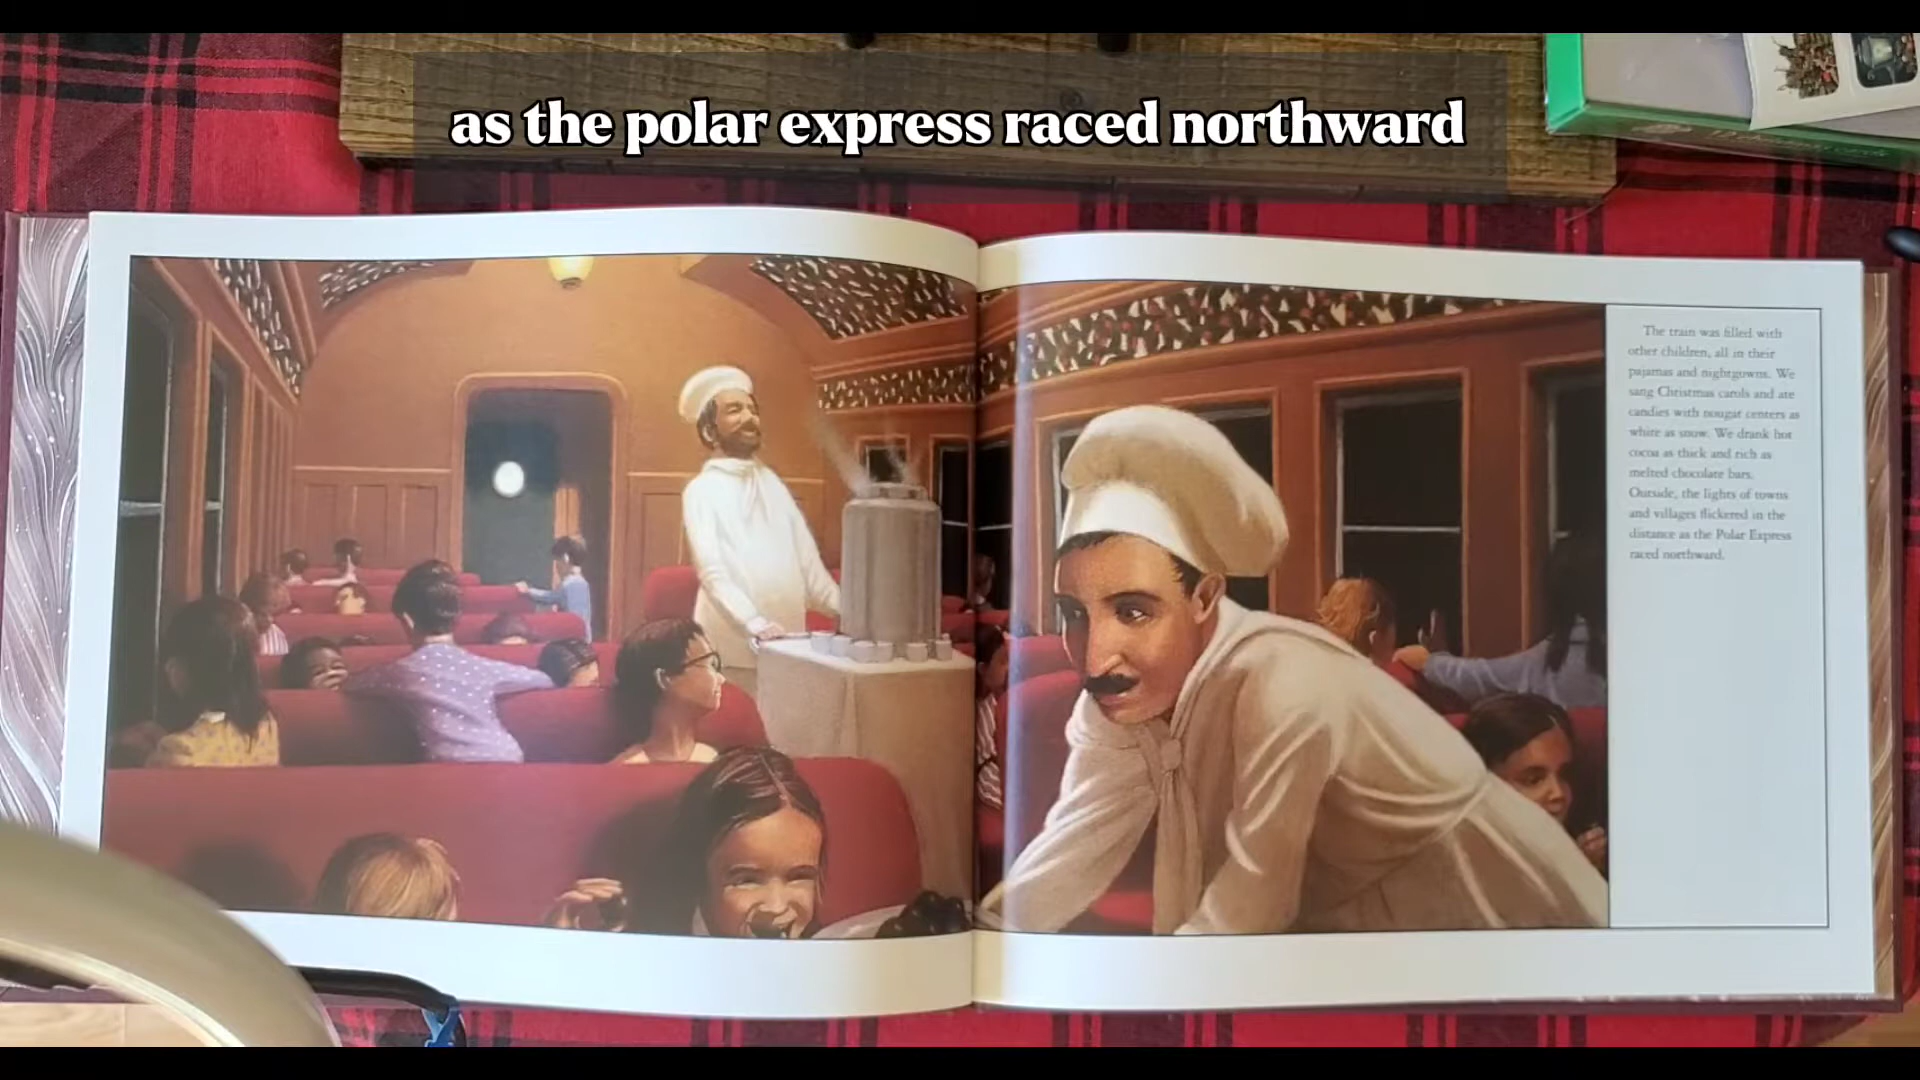 as the polar express raced northward
The train was filled with
other children, all in their
pajamas and nightgowns. We
sang Christmas carols and ate
candies with nougat centers as
white as snow. We drank hot
cocoa as thick and rich as
melted chocolate bars.
Outside, the lights of towns
and villages flickered in the
distance as the Polar Express
raced northward.